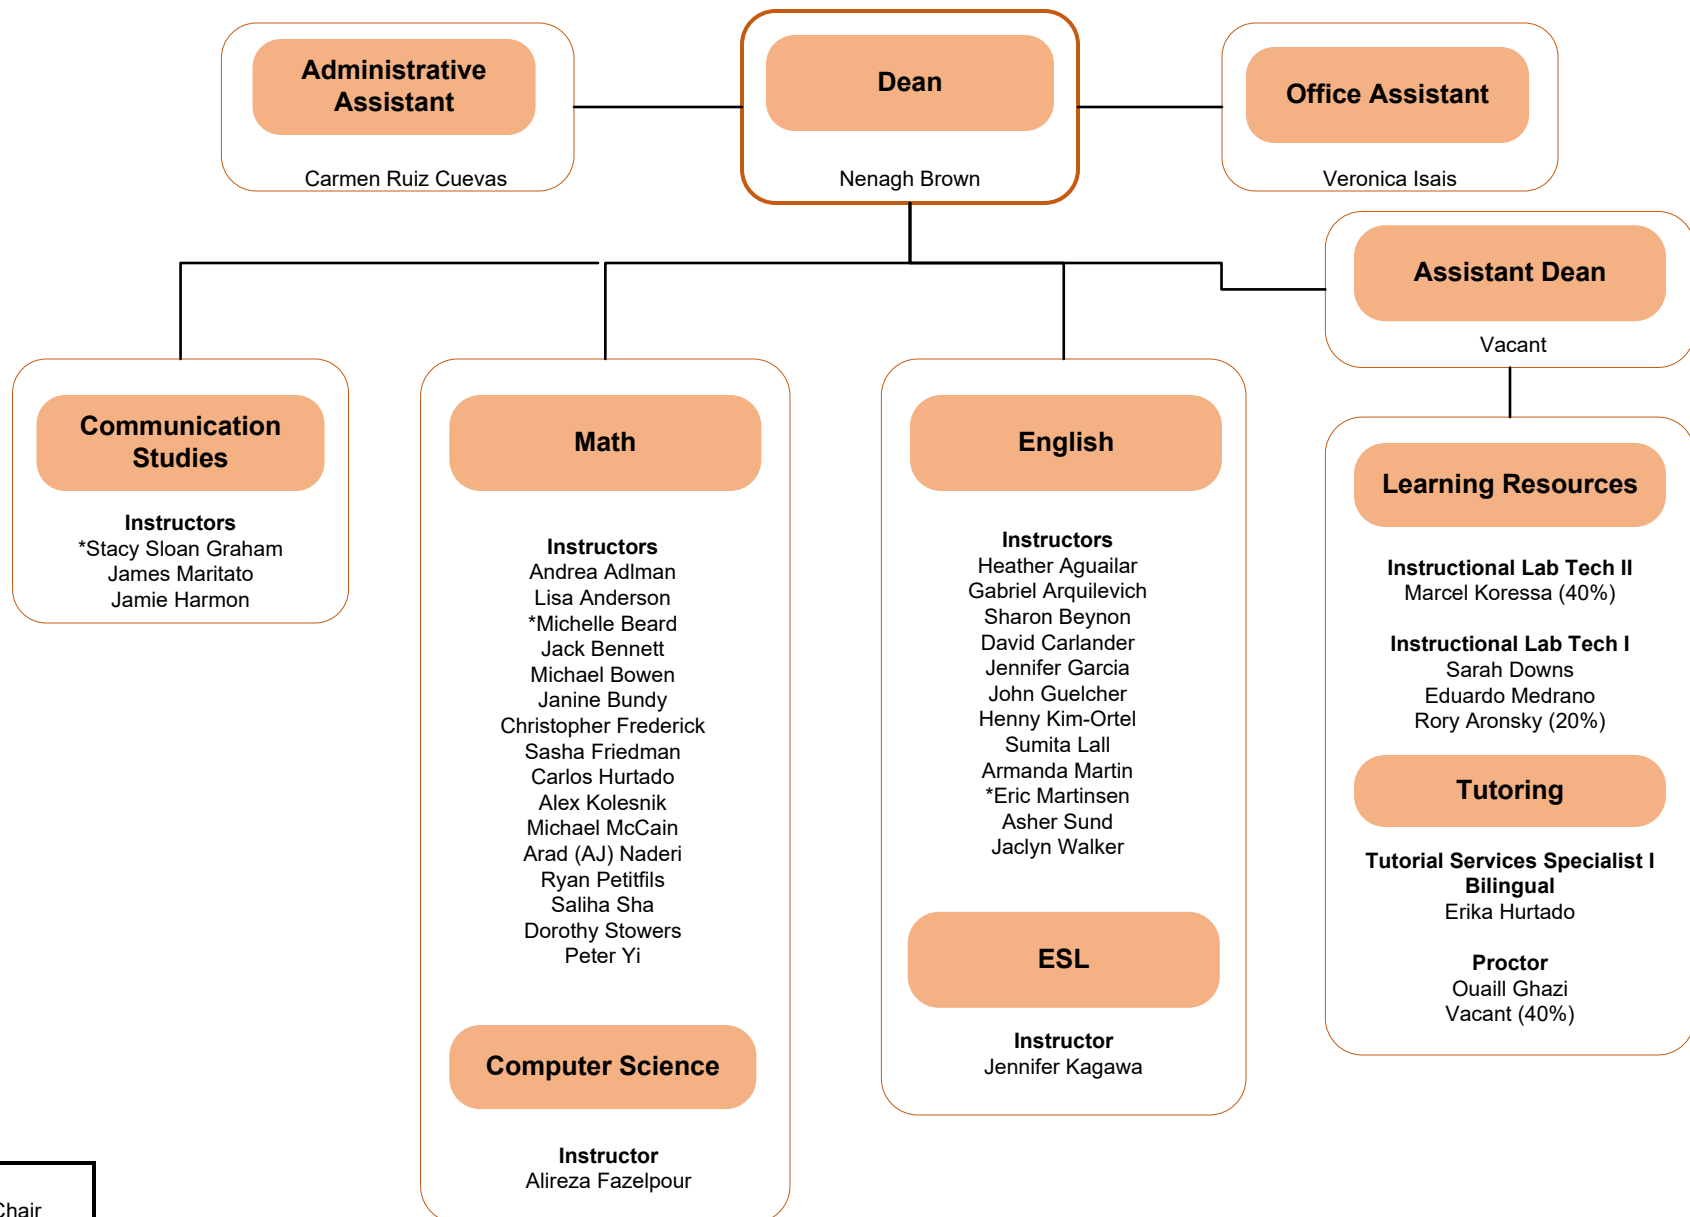 Administrative
Assistant
Carmen Ruiz Cuevas
Dean
Nenagh Brown
Office Assistant
Veronica Isais
Assistant Dean
Vacant
Communication
Studies
Instructors
*Stacy Sloan Graham
James Maritato
Jamie Harmon
Math
Instructors
Andrea Adlman
Lisa Anderson
*Michelle Beard
Jack Bennett
Michael Bowen
Janine Bundy
Christopher Frederick
Sasha Friedman
Carlos Hurtado
Alex Kolesnik
Michael McCain
Arad (AJ) Naderi
Ryan Petitfils
Saliha Sha
Dorothy Stowers
Peter Yi
Computer Science
Instructor
Alireza Fazelpour
English
Instructors
Heather Aguailar
Gabriel Arquilevich
Sharon Beynon
David Carlander
Jennifer Garcia
John Guelcher
Henny Kim-Ortel
Sumita Lall
Armanda Martin
*Eric Martinsen
Asher Sund
Jaclyn Walker
ESL
Instructor
Jennifer Kagawa
Learning Resources
Instructional Lab Tech II
Marcel Koressa (40%)
Instructional Lab Tech I
Sarah Downs
Eduardo Medrano
Rory Aronsky (20%)
Tutoring
Tutorial Services Specialist I
Bilingual
Erika Hurtado
Proctor
Ouaill Ghazi
Vacant (40%)
Chair